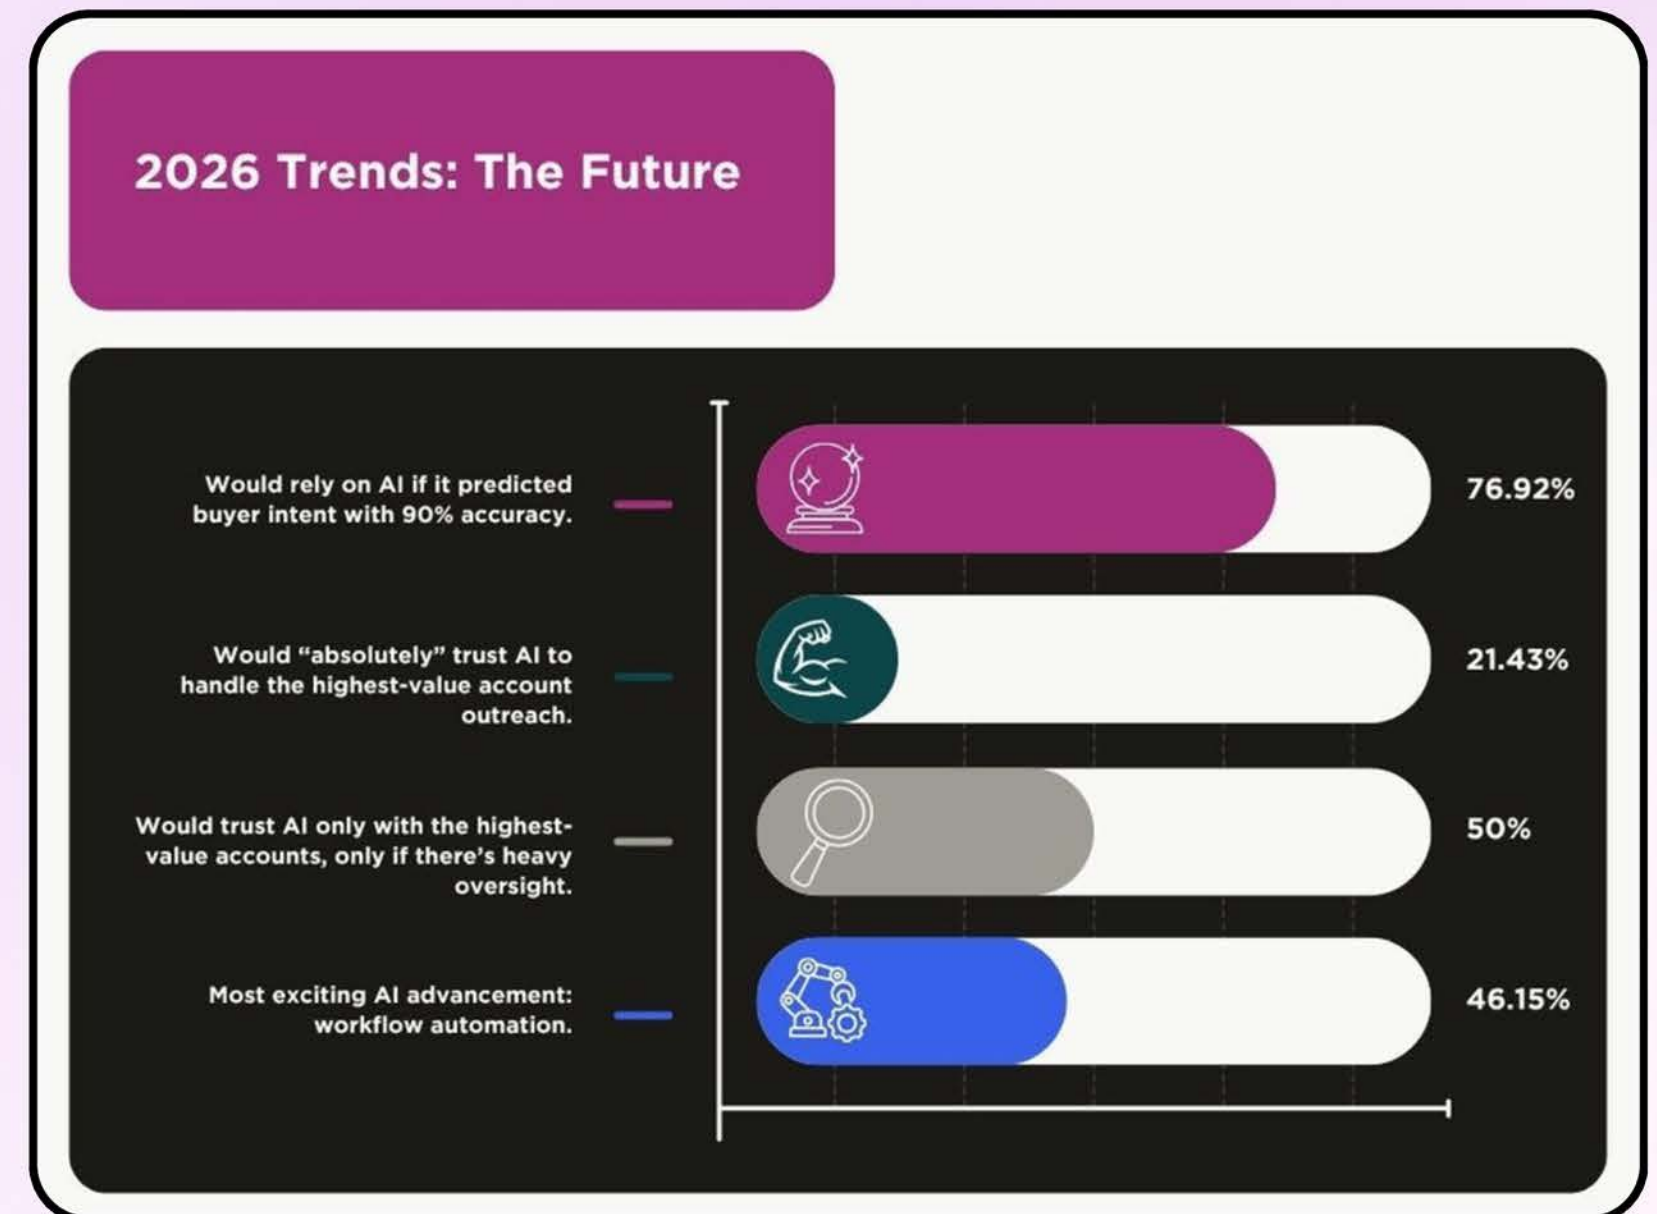 2026 Trends: The Future
Would rely on AI if it predicted
buyer intent with 90% accuracy.
76.92%
Would “absolutely” trust AI to
handle the highest-value account
outreach.
21.43%
Would trust AI only with the highest-
value accounts, only if there’s heavy
oversight.
50%
Most exciting AI advancement:
workflow automation.
46.15%